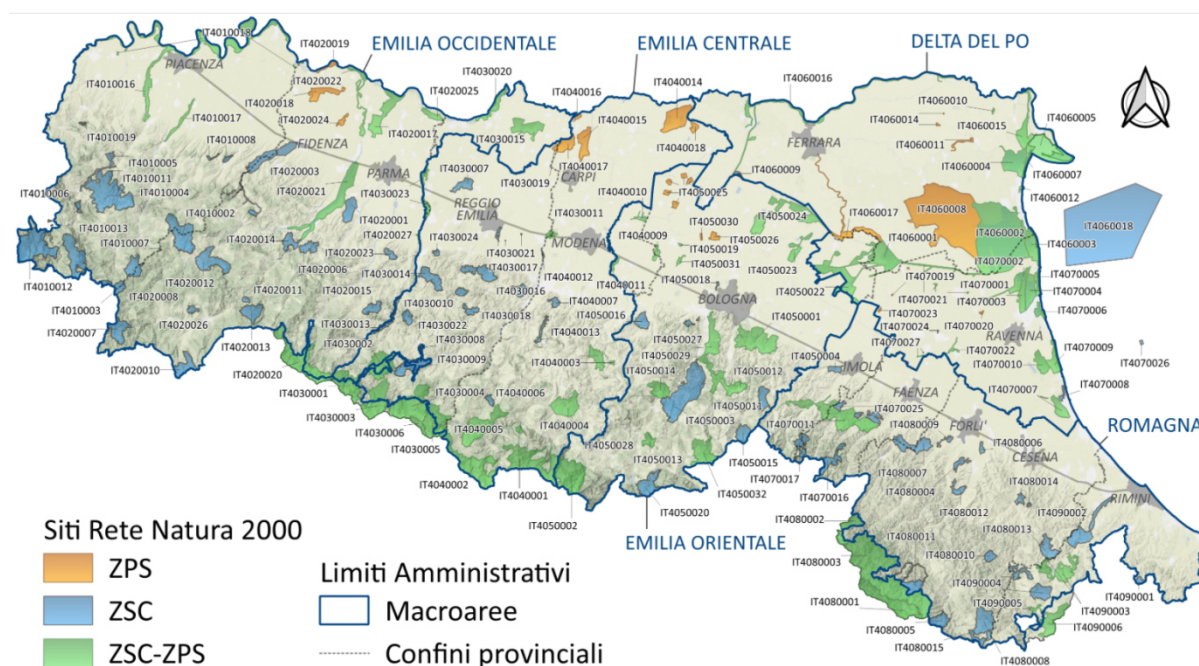 EMILIA OCCIDENTALE
EMILIA CENTRALE
DELTA DEL PO
IT4010018
IT4020019
IT4030020
IT4040014
IT4060016
PIACENZA
IT4010016
IT4020022
IT4020025
IT4040016
IT4040015
IT4060010
IT4060005
IT4020018
IT4060014
IT4060015
IT4010017
IT4020024
IT4020017
IT4030015
IT4040018
FERRARA
IT4060011
IT4010019
IT4010008
FIDENZA
IT4040017
IT4060004
IT4010005
IT4020003
IT4030007
IT4030019
CARPI
IT4060009
IT4060007
IT4010006
IT4010011
IT4010004
IT4020021
PARMA
IT4030023
IT4040010
IT4050025
IT4060012
IT4010002
IT4020001
REGGIO
EMILIA
IT4030011
IT4050024
IT4060017
IT4060008
IT4060018
IT4010013
IT4020014
IT4020027
IT4030024
MODENA
IT4040009
IT4050030
IT4050026
IT4060001
IT4060002
IT4060003
IT4010007
IT4020023
IT4030021
IT4050019
IT4050031
IT4050023
IT4070002
IT4010012
IT4020012
IT4020006
IT4030014
IT4030017
IT4040012
IT4040011
IT4050018
IT4050022
IT4070019
IT4070001
IT4070005
IT4010003
IT4020008
IT4020011
IT4020015
IT4030010
IT4030016
IT4040007
BOLOGNA
IT4070021
IT4070003
IT4070004
IT4020007
IT4020026
IT4030013
IT4030022
IT4030018
IT4050016
IT4050001
IT4070023
IT4070006
IT4020013
IT4030002
IT4030008
IT4040013
IT4050027
IT4070024
IT4070020
RAVENNA
IT4020010
IT4020020
IT4030009
IT4040003
IT4050029
IT4050004
IT4070027
IT4070022
IT4070009
IT4070026
IT4030001
IT4030004
IT4040006
IT4050014
IT4050012
IMOLA
IT4070010
IT4070008
IT4030003
IT4040004
IT4050011
FAENZA
IT4070007
IT4030006
IT4040005
IT4050003
IT4070025
FORLI'
ROMAGNA
IT4030005
IT4050028
IT4070011
IT4080009
IT4080006
IT4050013
IT4050015
CESENA
IT4040002
IT4040001
IT4070017
IT4080007
IT4080014
IT4050032
IT4070016
IT4080004
RIMINI
IT4050002
IT4050020
IT4080002
IT4080012
IT4090002
EMILIA ORIENTALE
IT4080011
IT4080013
IT4080003
IT4080010
IT4090004
IT4090001
IT4080001
IT4090005
IT4090003
IT4080005
IT4090006
IT4080015
IT4080008
Siti Rete Natura 2000
ZPS
ZSC
ZSC-ZPS
Limiti Amministrativi
Macroaree
Confini provinciali